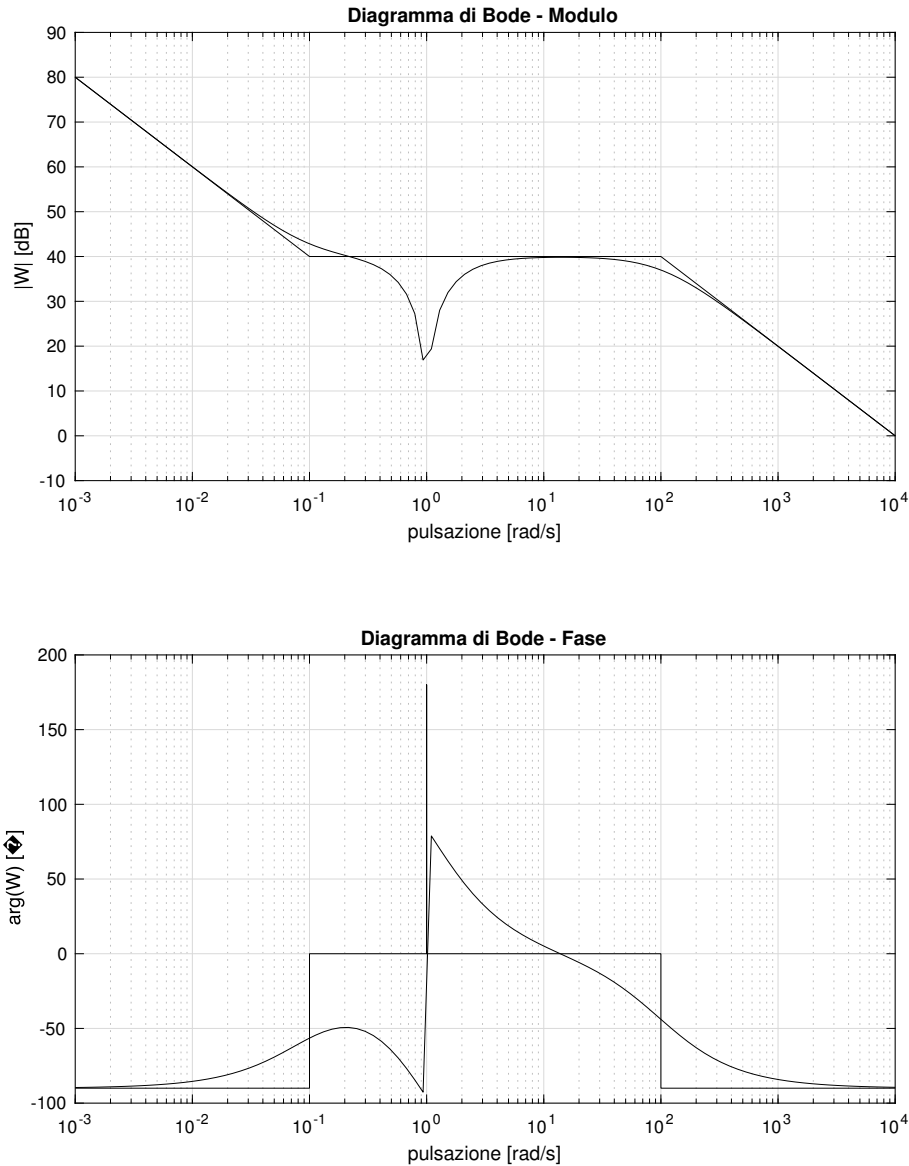 Diagramma di Bode - Modulo
90
80
70
60
50
40
30
20
10
0
-10
|W| [dB]
10^-3 10^-2 10^-1 10^0 10^1 10^2 10^3 10^4
pulsazione [rad/s]
Diagramma di Bode - Fase
200
150
100
50
0
-50
-100
arg(W) [�]
10^-3 10^-2 10^-1 10^0 10^1 10^2 10^3 10^4
pulsazione [rad/s]